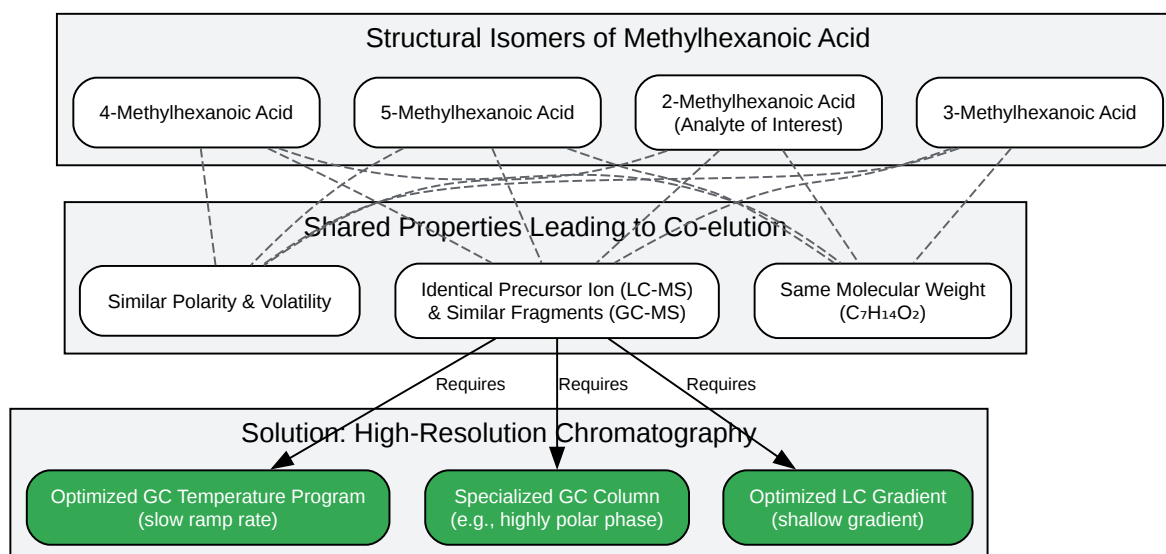 Structural Isomers of Methylhexanoic Acid
4-Methylhexanoic Acid
5-Methylhexanoic Acid
2-Methylhexanoic Acid
(Analyte of Interest)
3-Methylhexanoic Acid
Shared Properties Leading to Co-elution
Similar Polarity & Volatility
Identical Precursor Ion (LC-MS)
& Similar Fragments (GC-MS)
Same Molecular Weight
(C₇H₁₄O₂)
Requires
Requires
Requires
Solution: High-Resolution Chromatography
Optimized GC Temperature Program
(slow ramp rate)
Specialized GC Column
(e.g., highly polar phase)
Optimized LC Gradient
(shallow gradient)